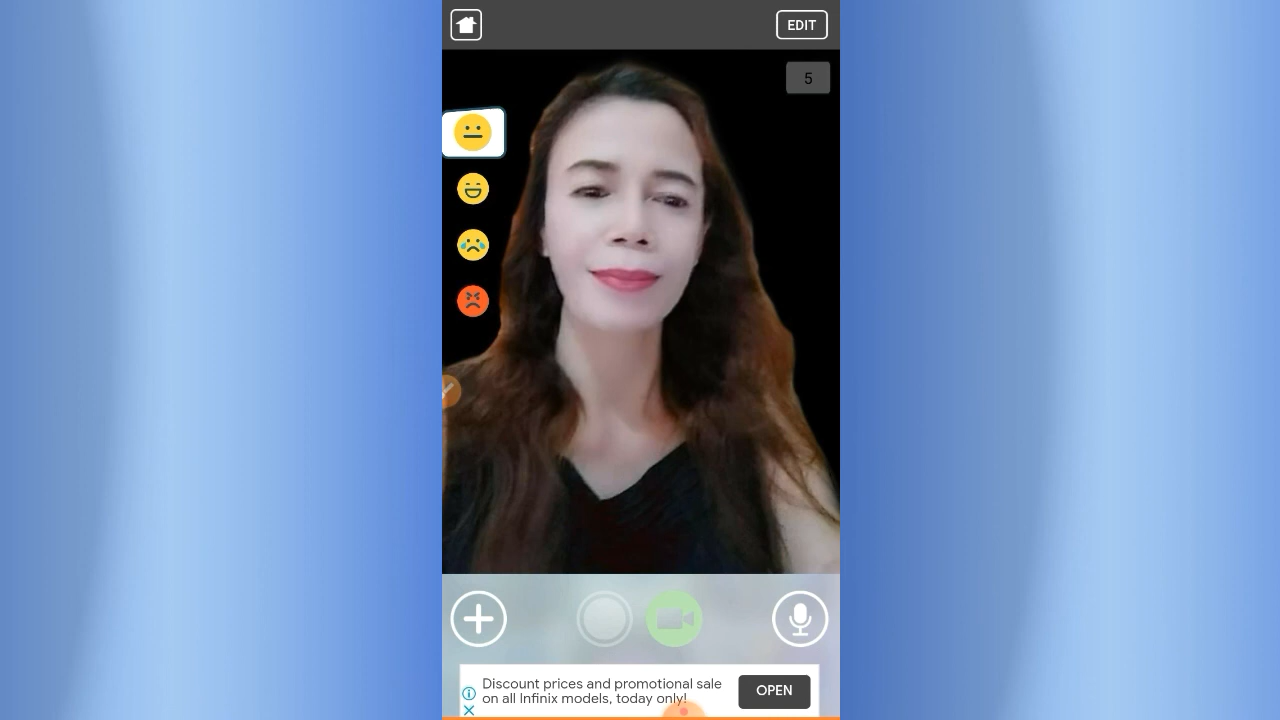 EDIT
5
Discount prices and promotional sale
on all Infinix models, today only!
OPEN